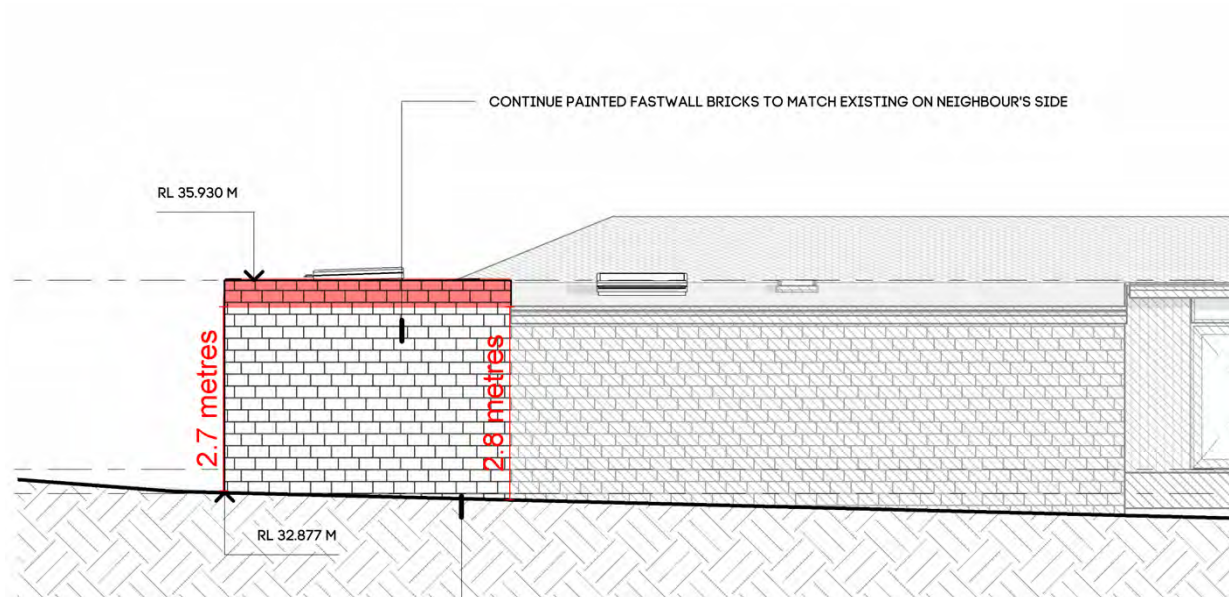 CONTINUE PAINTED FASTWALL BRICKS TO MATCH EXISTING ON NEIGHBOUR'S SIDE
RL 35.930 M
2.7 metres
2.8 metres
RL 32.877 M